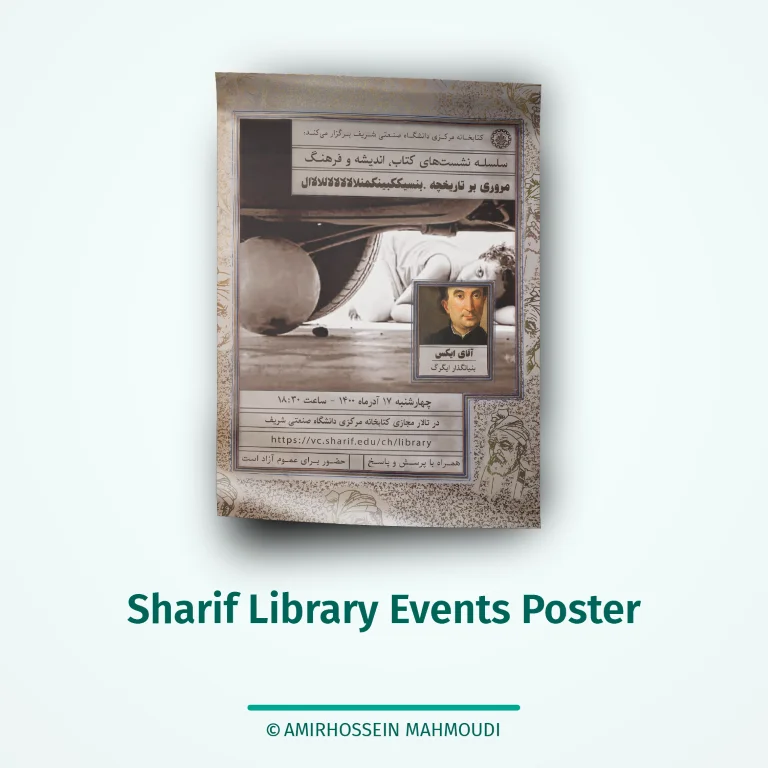 کتابخانه مرکزی دانشگاه صنعتی شریف برگزار می‌کند:
سلسله نشست‌های کتاب، اندیشه و فرهنگ
مروری بر تاریخچه
آقای ایکس
بنیانگذار ایگرگ
چهارشنبه ۱۷ آذرماه ۱۴۰۰ - ساعت ۱۸:۳۰
در تالار مجازی کتابخانه مرکزی دانشگاه صنعتی شریف
https://vc.sharif.edu/ch/library
همراه با پرسش و پاسخ
حضور برای عموم آزاد است
Sharif Library Events Poster
© AMIRHOSSEIN MAHMOUDI